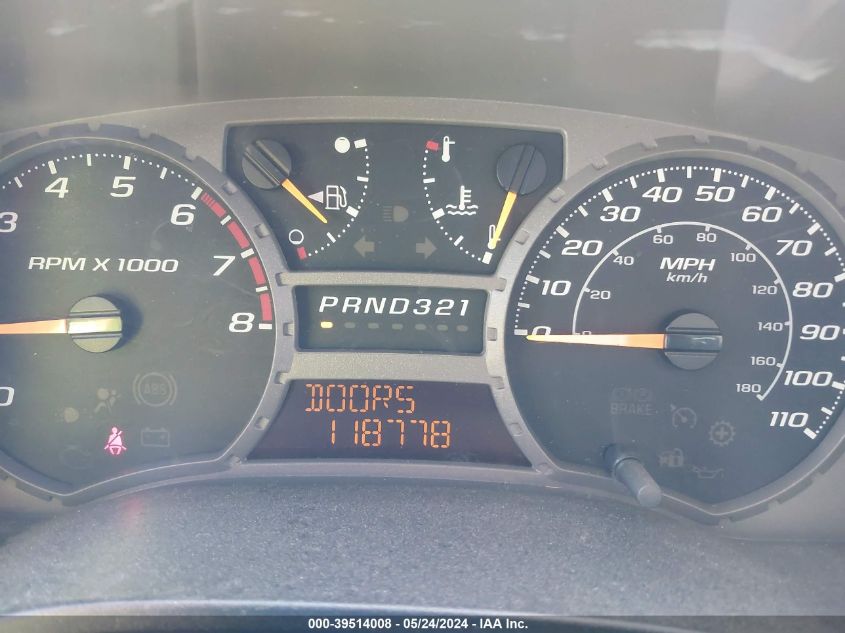 3 4 5 6 7 8
RPM X 1000
0
ABS
PRND321
DOORS
118778
0 10 20 30 40 50 60 70 80 90 100 110
MPH
km/h
0 20 40 60 80 100 120 140 160 180
BRAKE
000-39514008 - 05/24/2024 - IAA Inc.